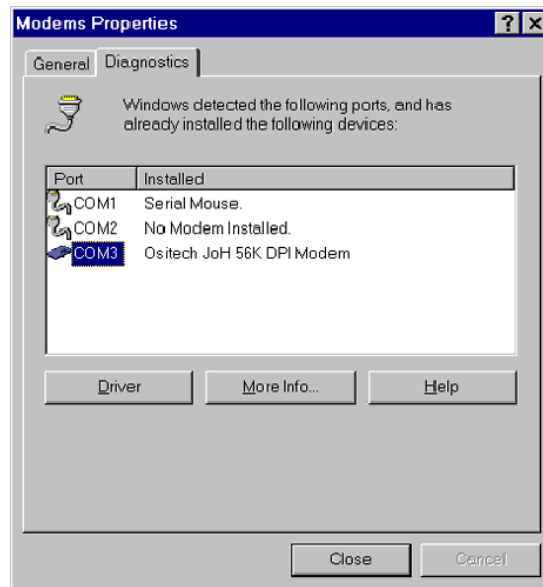 Modems Properties
General Diagnostics
Windows detected the following ports, and has
already installed the following devices:
Port Installed
COM1 Serial Mouse.
COM2 No Modem Installed.
COM3 Ositech JoH 56K DPI Modem
Driver More Info... Help
Close Cancel